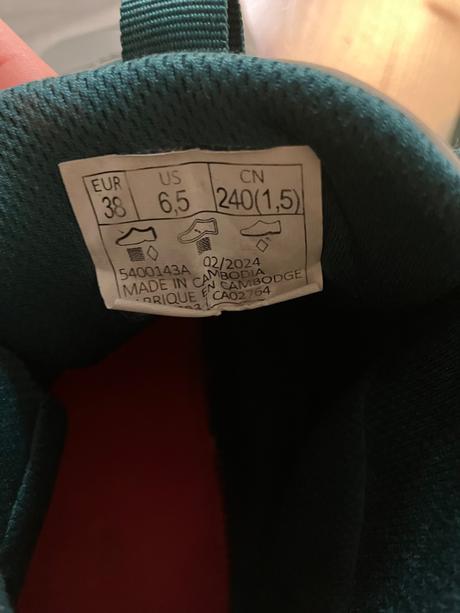 EUR US CN
38 6,5 240(1,5)
5400143A 02/2024
MADE IN CAMBODIA
FABRIQUE EN CAMBODGE
CA02764